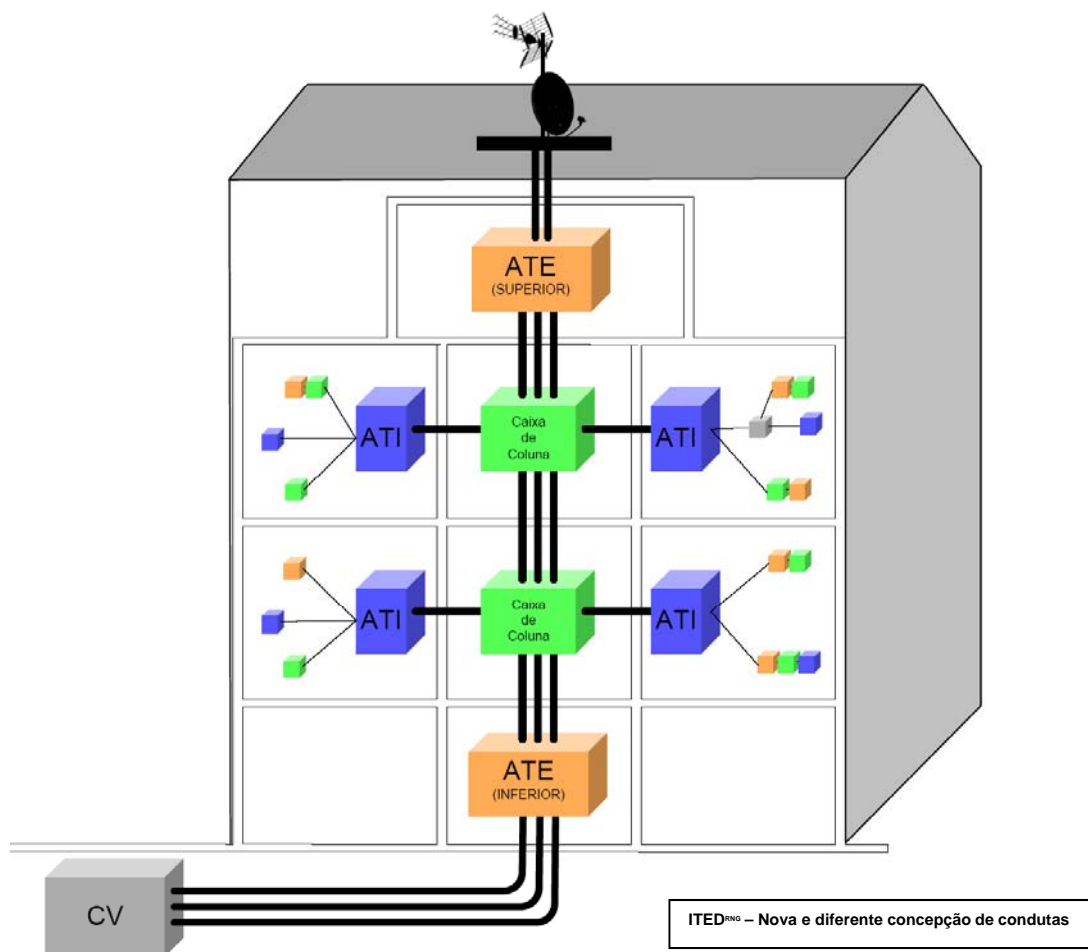 ATE
(SUPERIOR)
ATI
Caixa
de
Coluna
ATI
ATI
Caixa
de
Coluna
ATI
ATE
(INFERIOR)
CV
ITEDRNG – Nova e diferente concepção de condutas